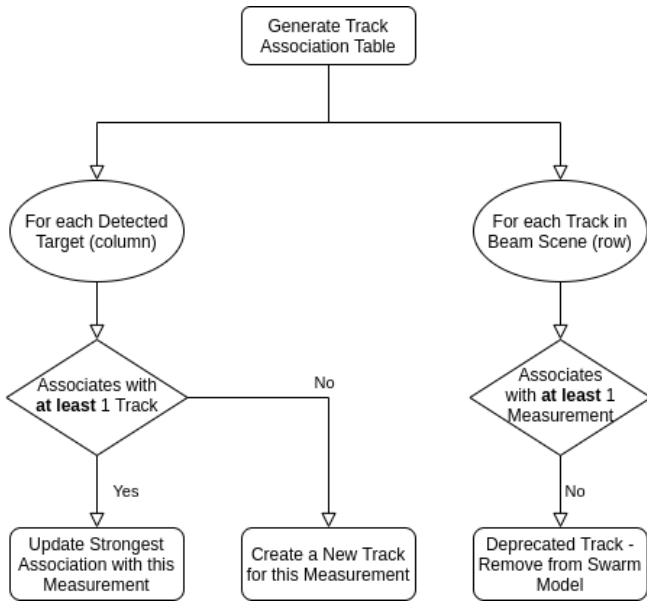 Generate Track
Association Table
For each Detected
Target (column)
For each Track in
Beam Scene (row)
Associates with
at least 1 Track
No
Associates
with at least 1
Measurement
Yes
No
Update Strongest
Association with this
Measurement
Create a New Track
for this Measurement
Deprecated Track -
Remove from Swarm
Model